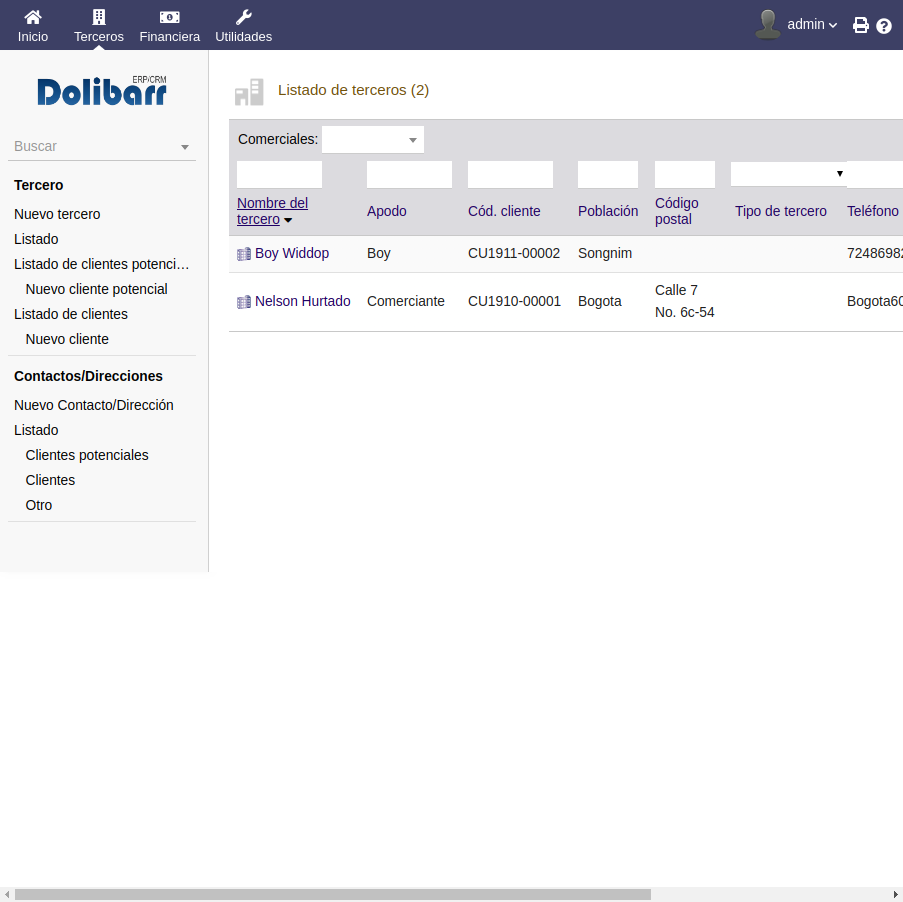 Inicio Terceros Financiera Utilidades admin
ERP/CRM
Dolibarr
Buscar
Tercero
Nuevo tercero
Listado
Listado de clientes potenci…
Nuevo cliente potencial
Listado de clientes
Nuevo cliente
Contactos/Direcciones
Nuevo Contacto/Dirección
Listado
Clientes potenciales
Clientes
Otro
Listado de terceros (2)
Comerciales:
Nombre del tercero Apodo Cód. cliente Población Código postal Tipo de tercero Teléfono
Boy Widdop Boy CU1911-00002 Songnim 72486982
Nelson Hurtado Comerciante CU1910-00001 Bogota Calle 7 No. 6c-54 Bogota60